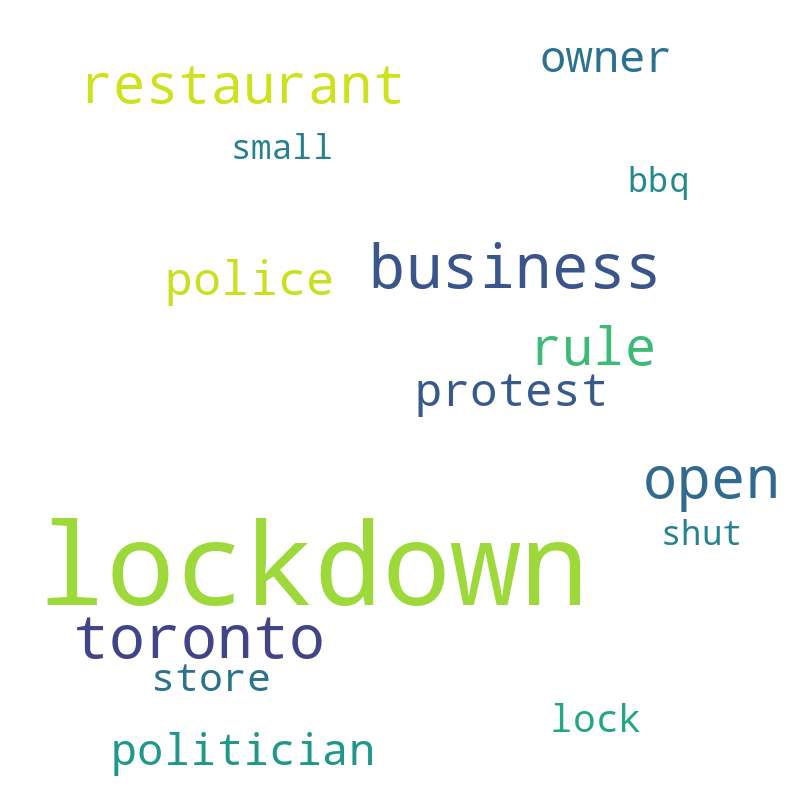 owner
restaurant
small
bbq
business
police
rule
protest
open
shut
lockdown
toronto
store
lock
politician